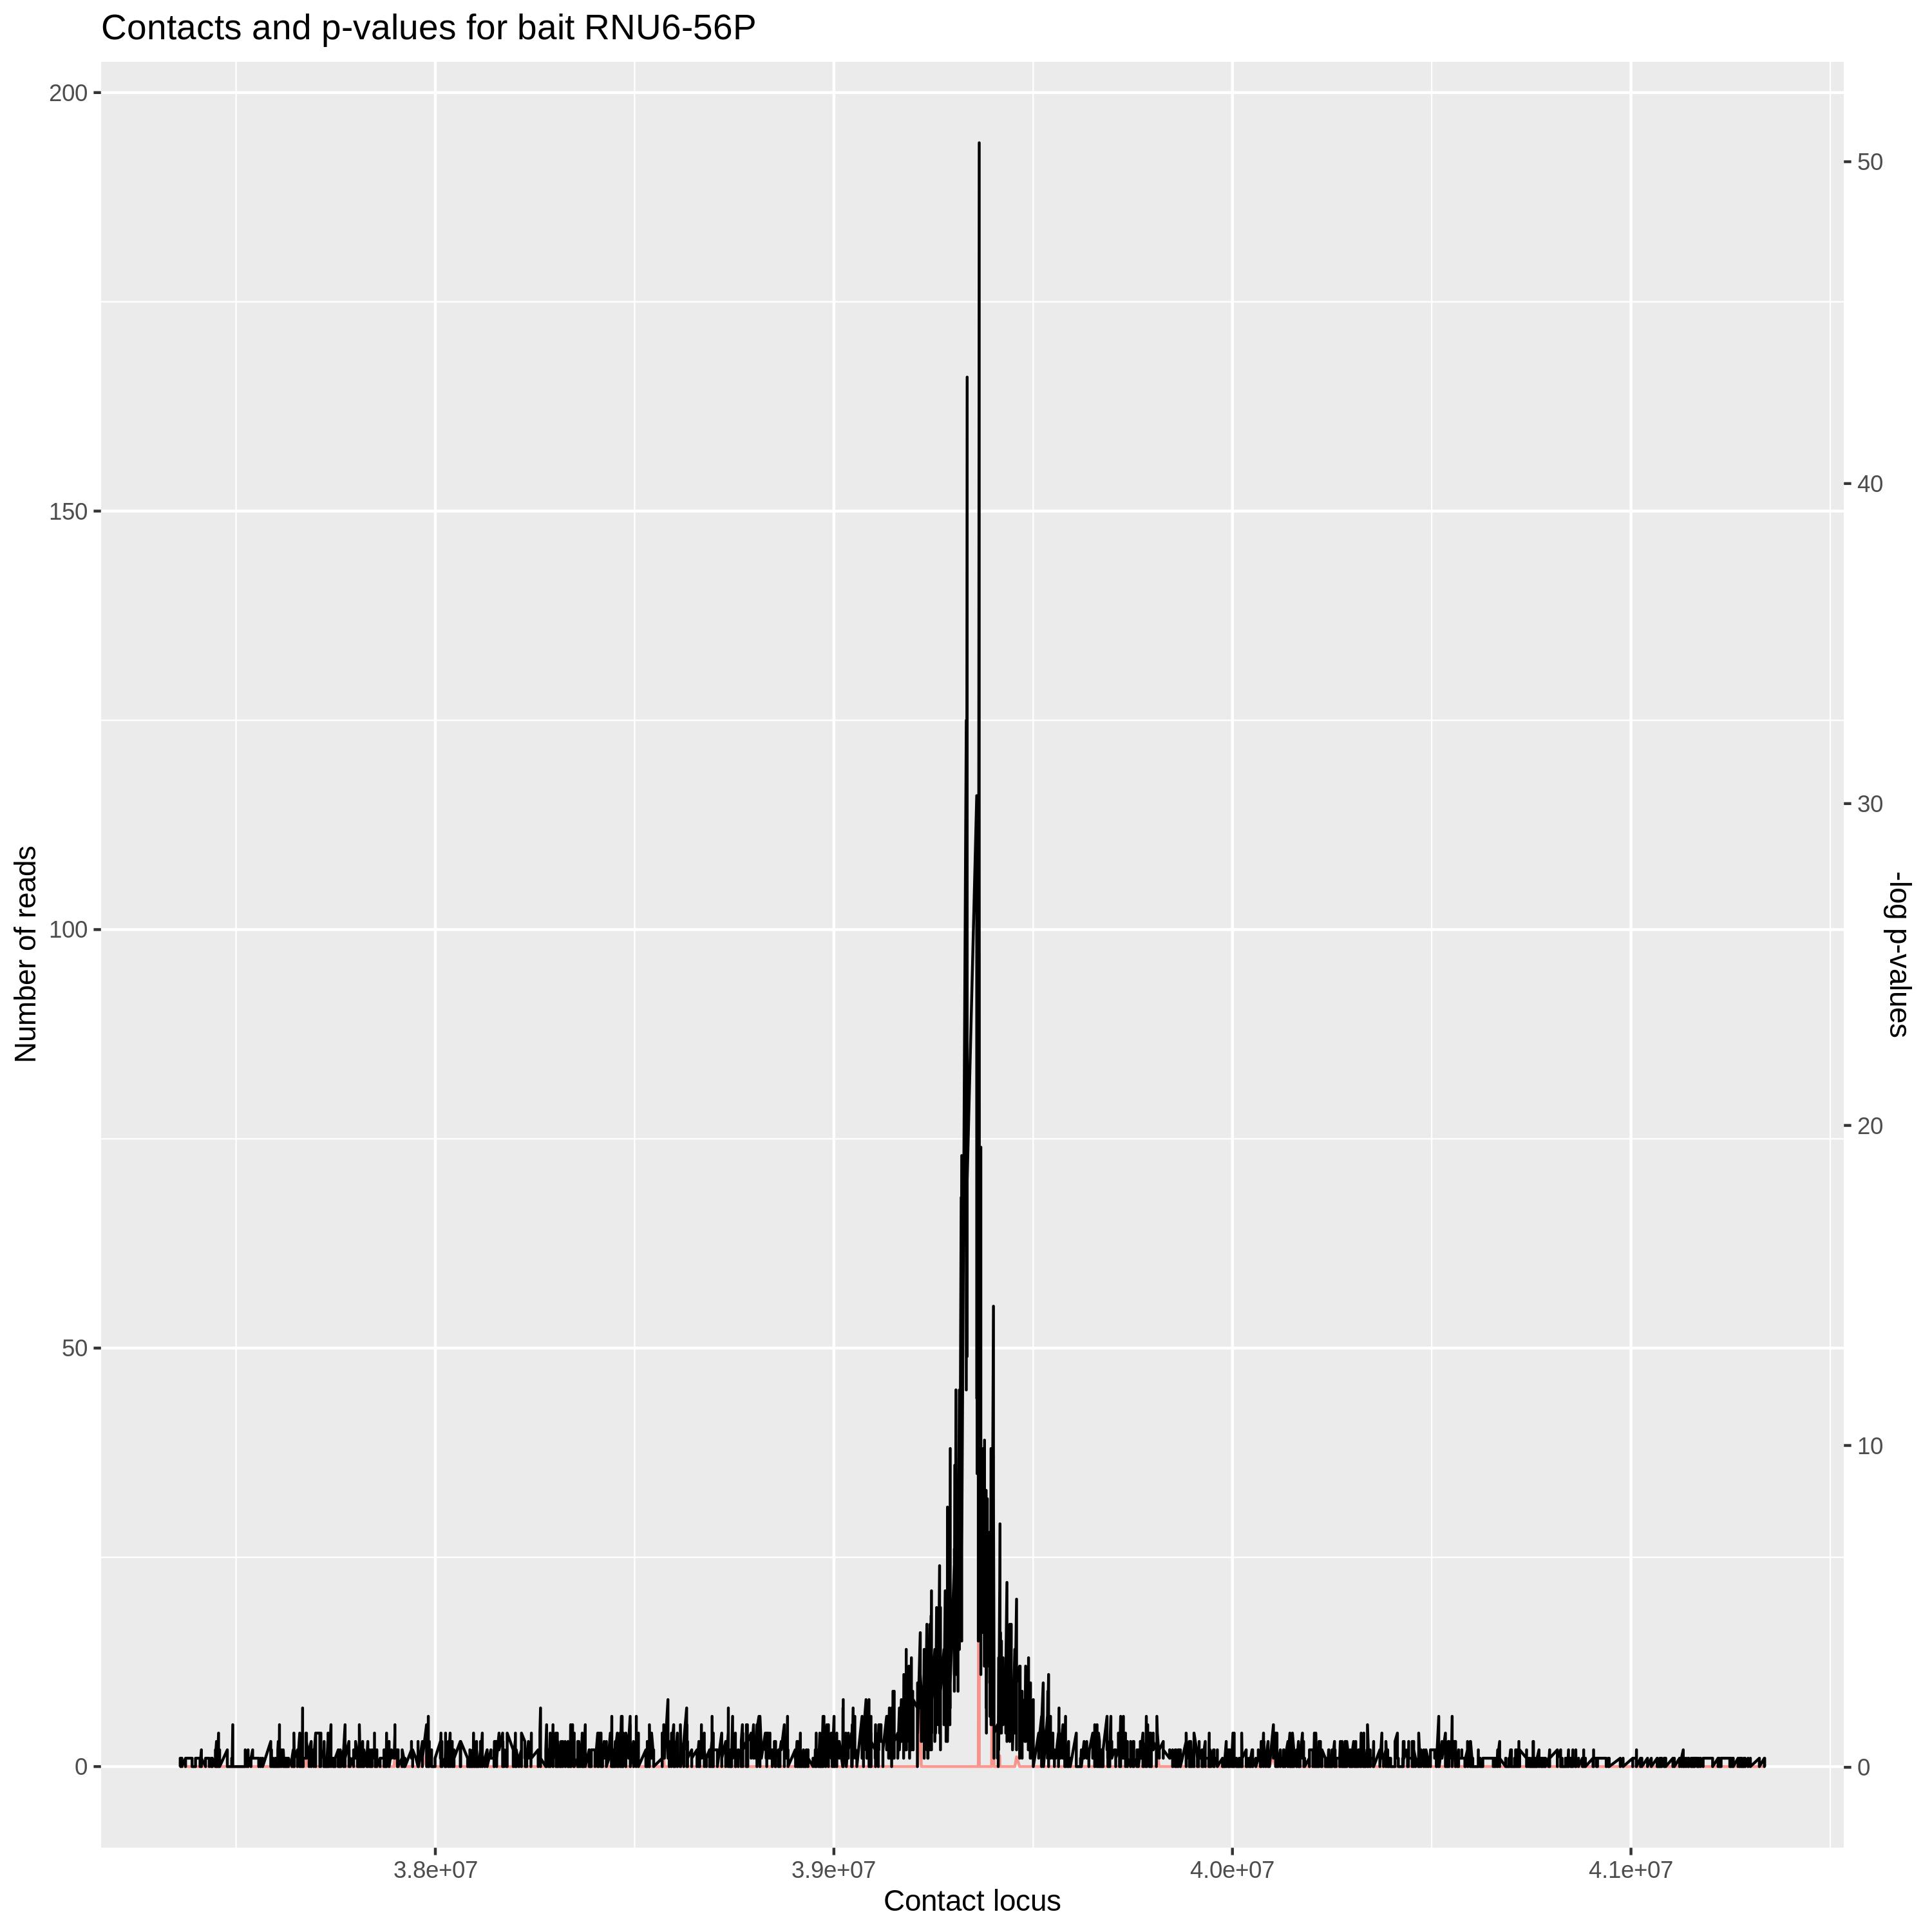 Contacts and p-values for bait RNU6-56P
200
150
100
50
0
Number of reads
50
40
30
20
10
0
-log p-values
3.8e+07
3.9e+07
4.0e+07
4.1e+07
Contact locus